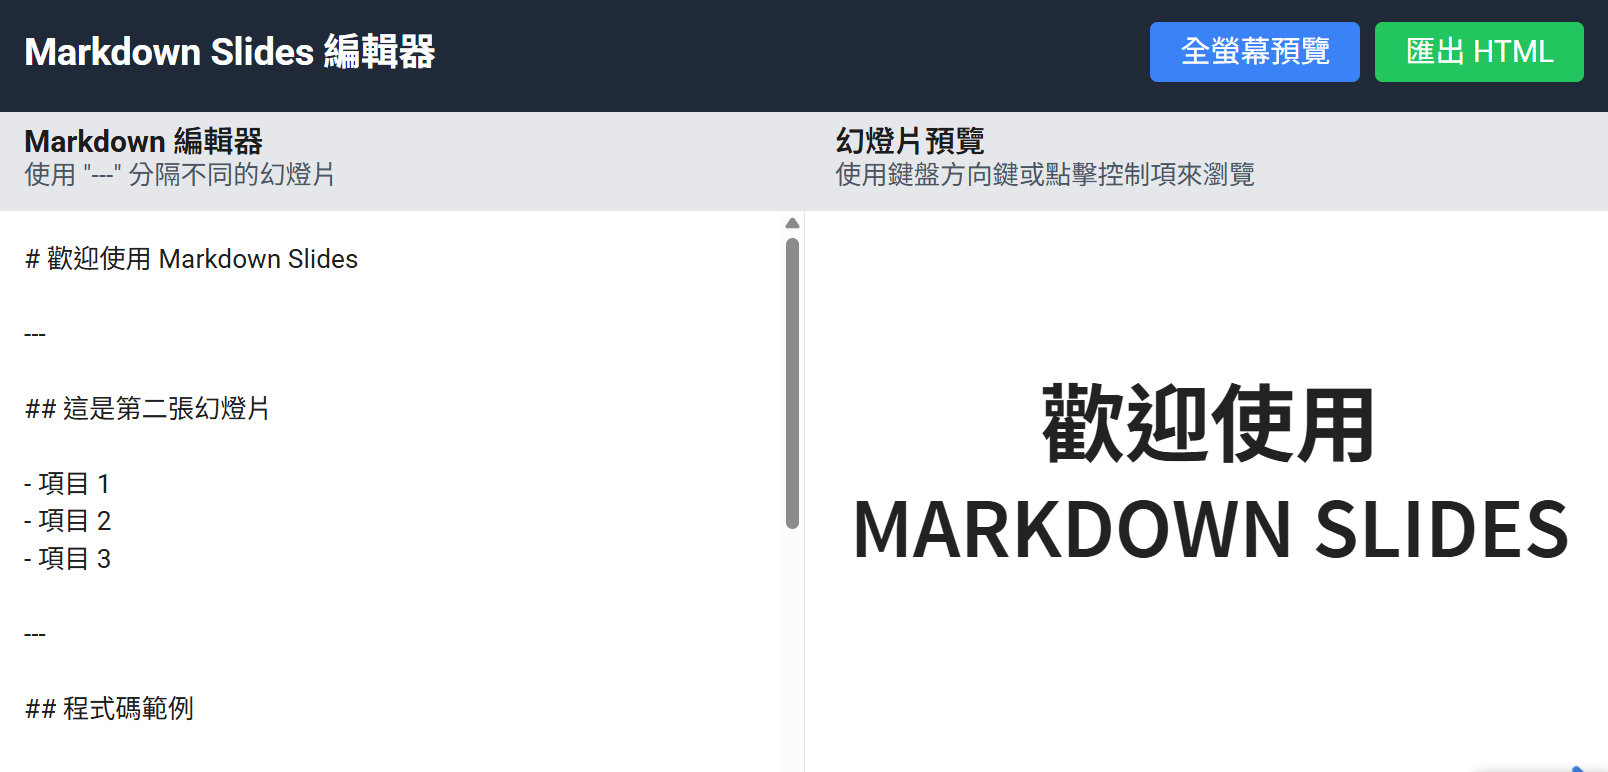 Markdown Slides 編輯器
全螢幕預覽
匯出 HTML
Markdown 編輯器
使用 "---" 分隔不同的幻燈片
幻燈片預覽
使用鍵盤方向鍵或點擊控制項來瀏覽
# 歡迎使用 Markdown Slides
---
## 這是第二張幻燈片
- 項目 1
- 項目 2
- 項目 3
---
## 程式碼範例
歡迎使用
MARKDOWN SLIDES